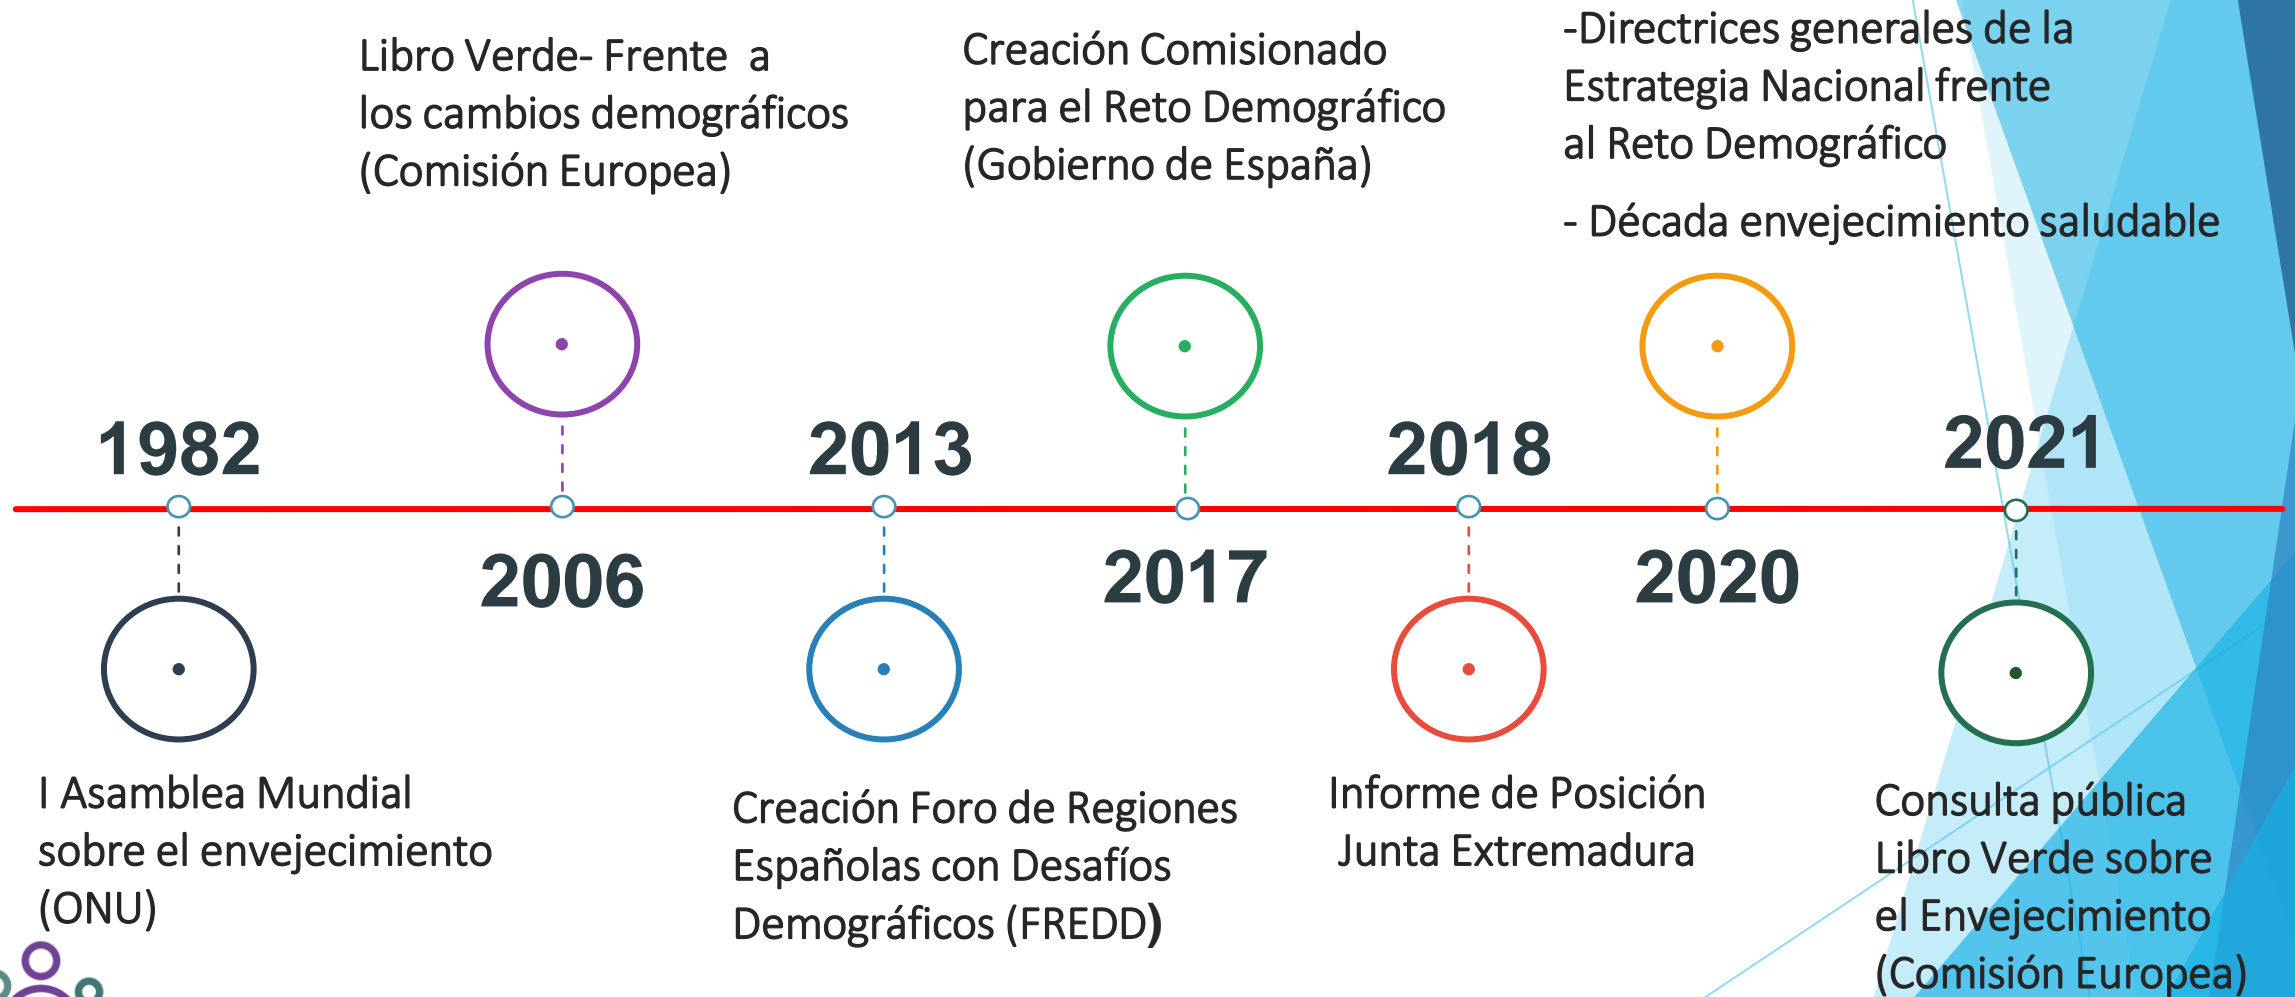 Libro Verde- Frente a
los cambios demográficos
(Comisión Europea)
Creación Comisionado
para el Reto Demográfico
(Gobierno de España)
-Directrices generales de la
Estrategia Nacional frente
al Reto Demográfico
- Década envejecimiento saludable
1982
2013
2018
2021
2006
2017
2020
I Asamblea Mundial
sobre el envejecimiento
(ONU)
Creación Foro de Regiones
Españolas con Desafíos
Demográficos (FREDD)
Informe de Posición
Junta Extremadura
Consulta pública
Libro Verde sobre
el Envejecimiento
(Comisión Europea)